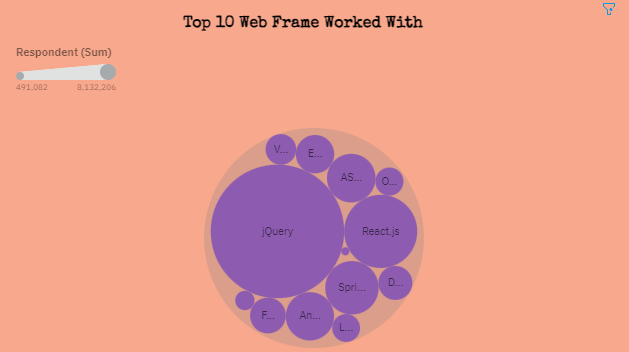 Top 10 Web Frame Worked With
Respondent (Sum)
491,082 8,132,206
V...
E...
AS...
O...
jQuery
React.js
Spri...
D...
F...
An...
L...